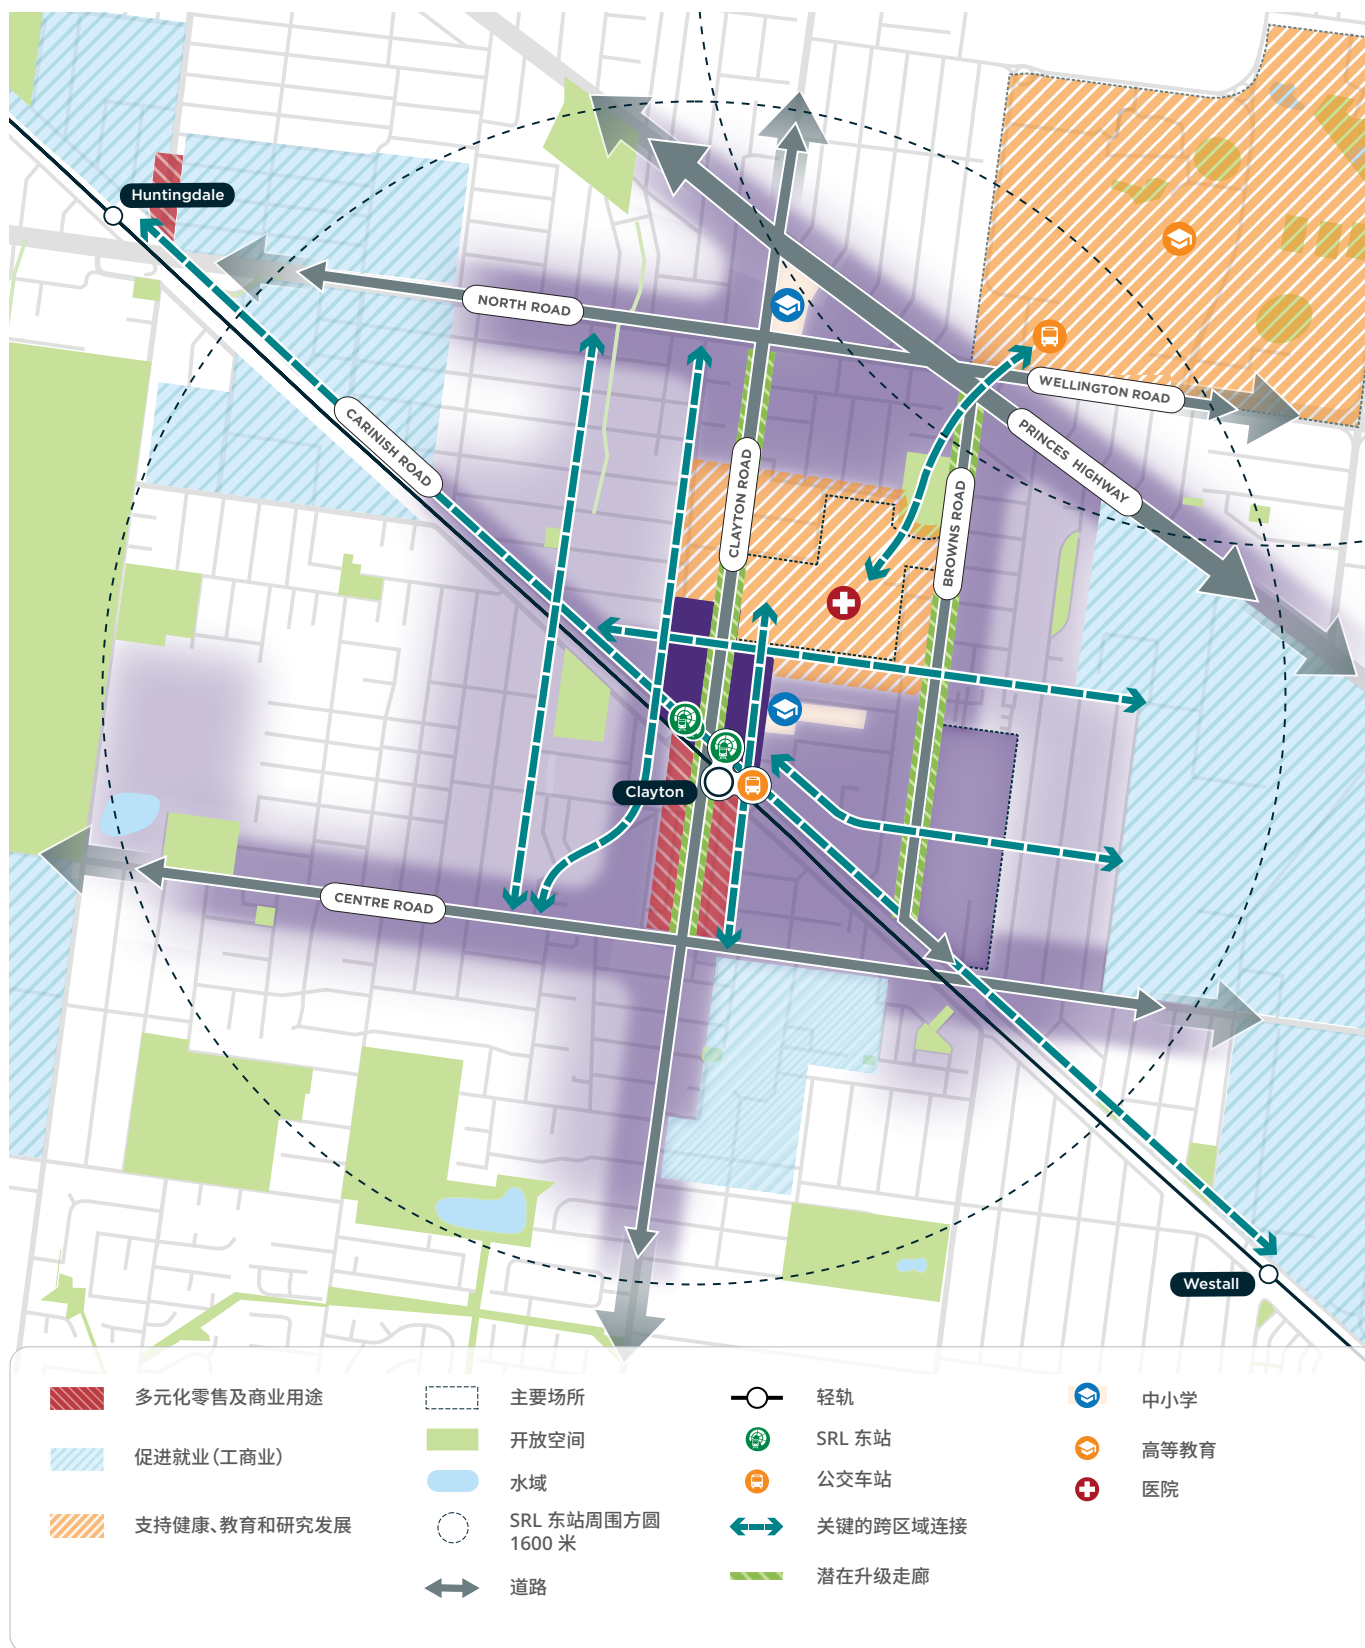 Huntingdale
NORTH ROAD
WELLINGTON ROAD
CARINISH ROAD
PRINCES HIGHWAY
CLAYTON ROAD
BROWNS ROAD
Clayton
CENTRE ROAD
Westall
多元化零售及商业用途
促进就业（工商业）
支持健康、教育和研究发展
主要场所
开放空间
水域
SRL 东站周围方圆
1600 米
道路
轻轨
SRL 东站
公交车站
关键的跨区域连接
潜在升级走廊
中小学
高等教育
医院